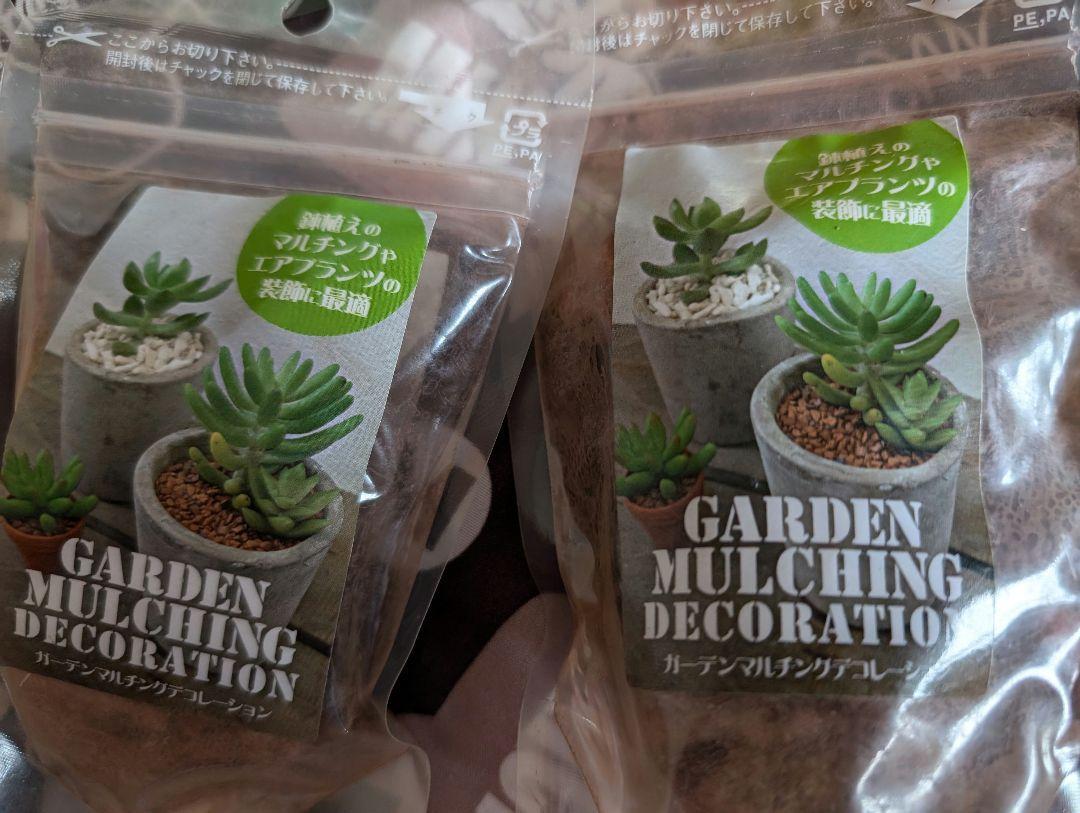 ここからお切り下さい。
開封後はチャックを閉じて保存して下さい。
プラ
PE,PA
鉢植えの
マルチングや
エアプランツの
装飾に最適
GARDEN
MULCHING
DECORATION
ガーデンマルチングデコレーション
からお切り下さい。
封後はチャックを閉じて保存して下さい。
PE,PA
鉢植えの
マルチングや
エアプランツの
装飾に最適
GARDEN
MULCHING
DECORATION
ガーデンマルチングデコレーシ